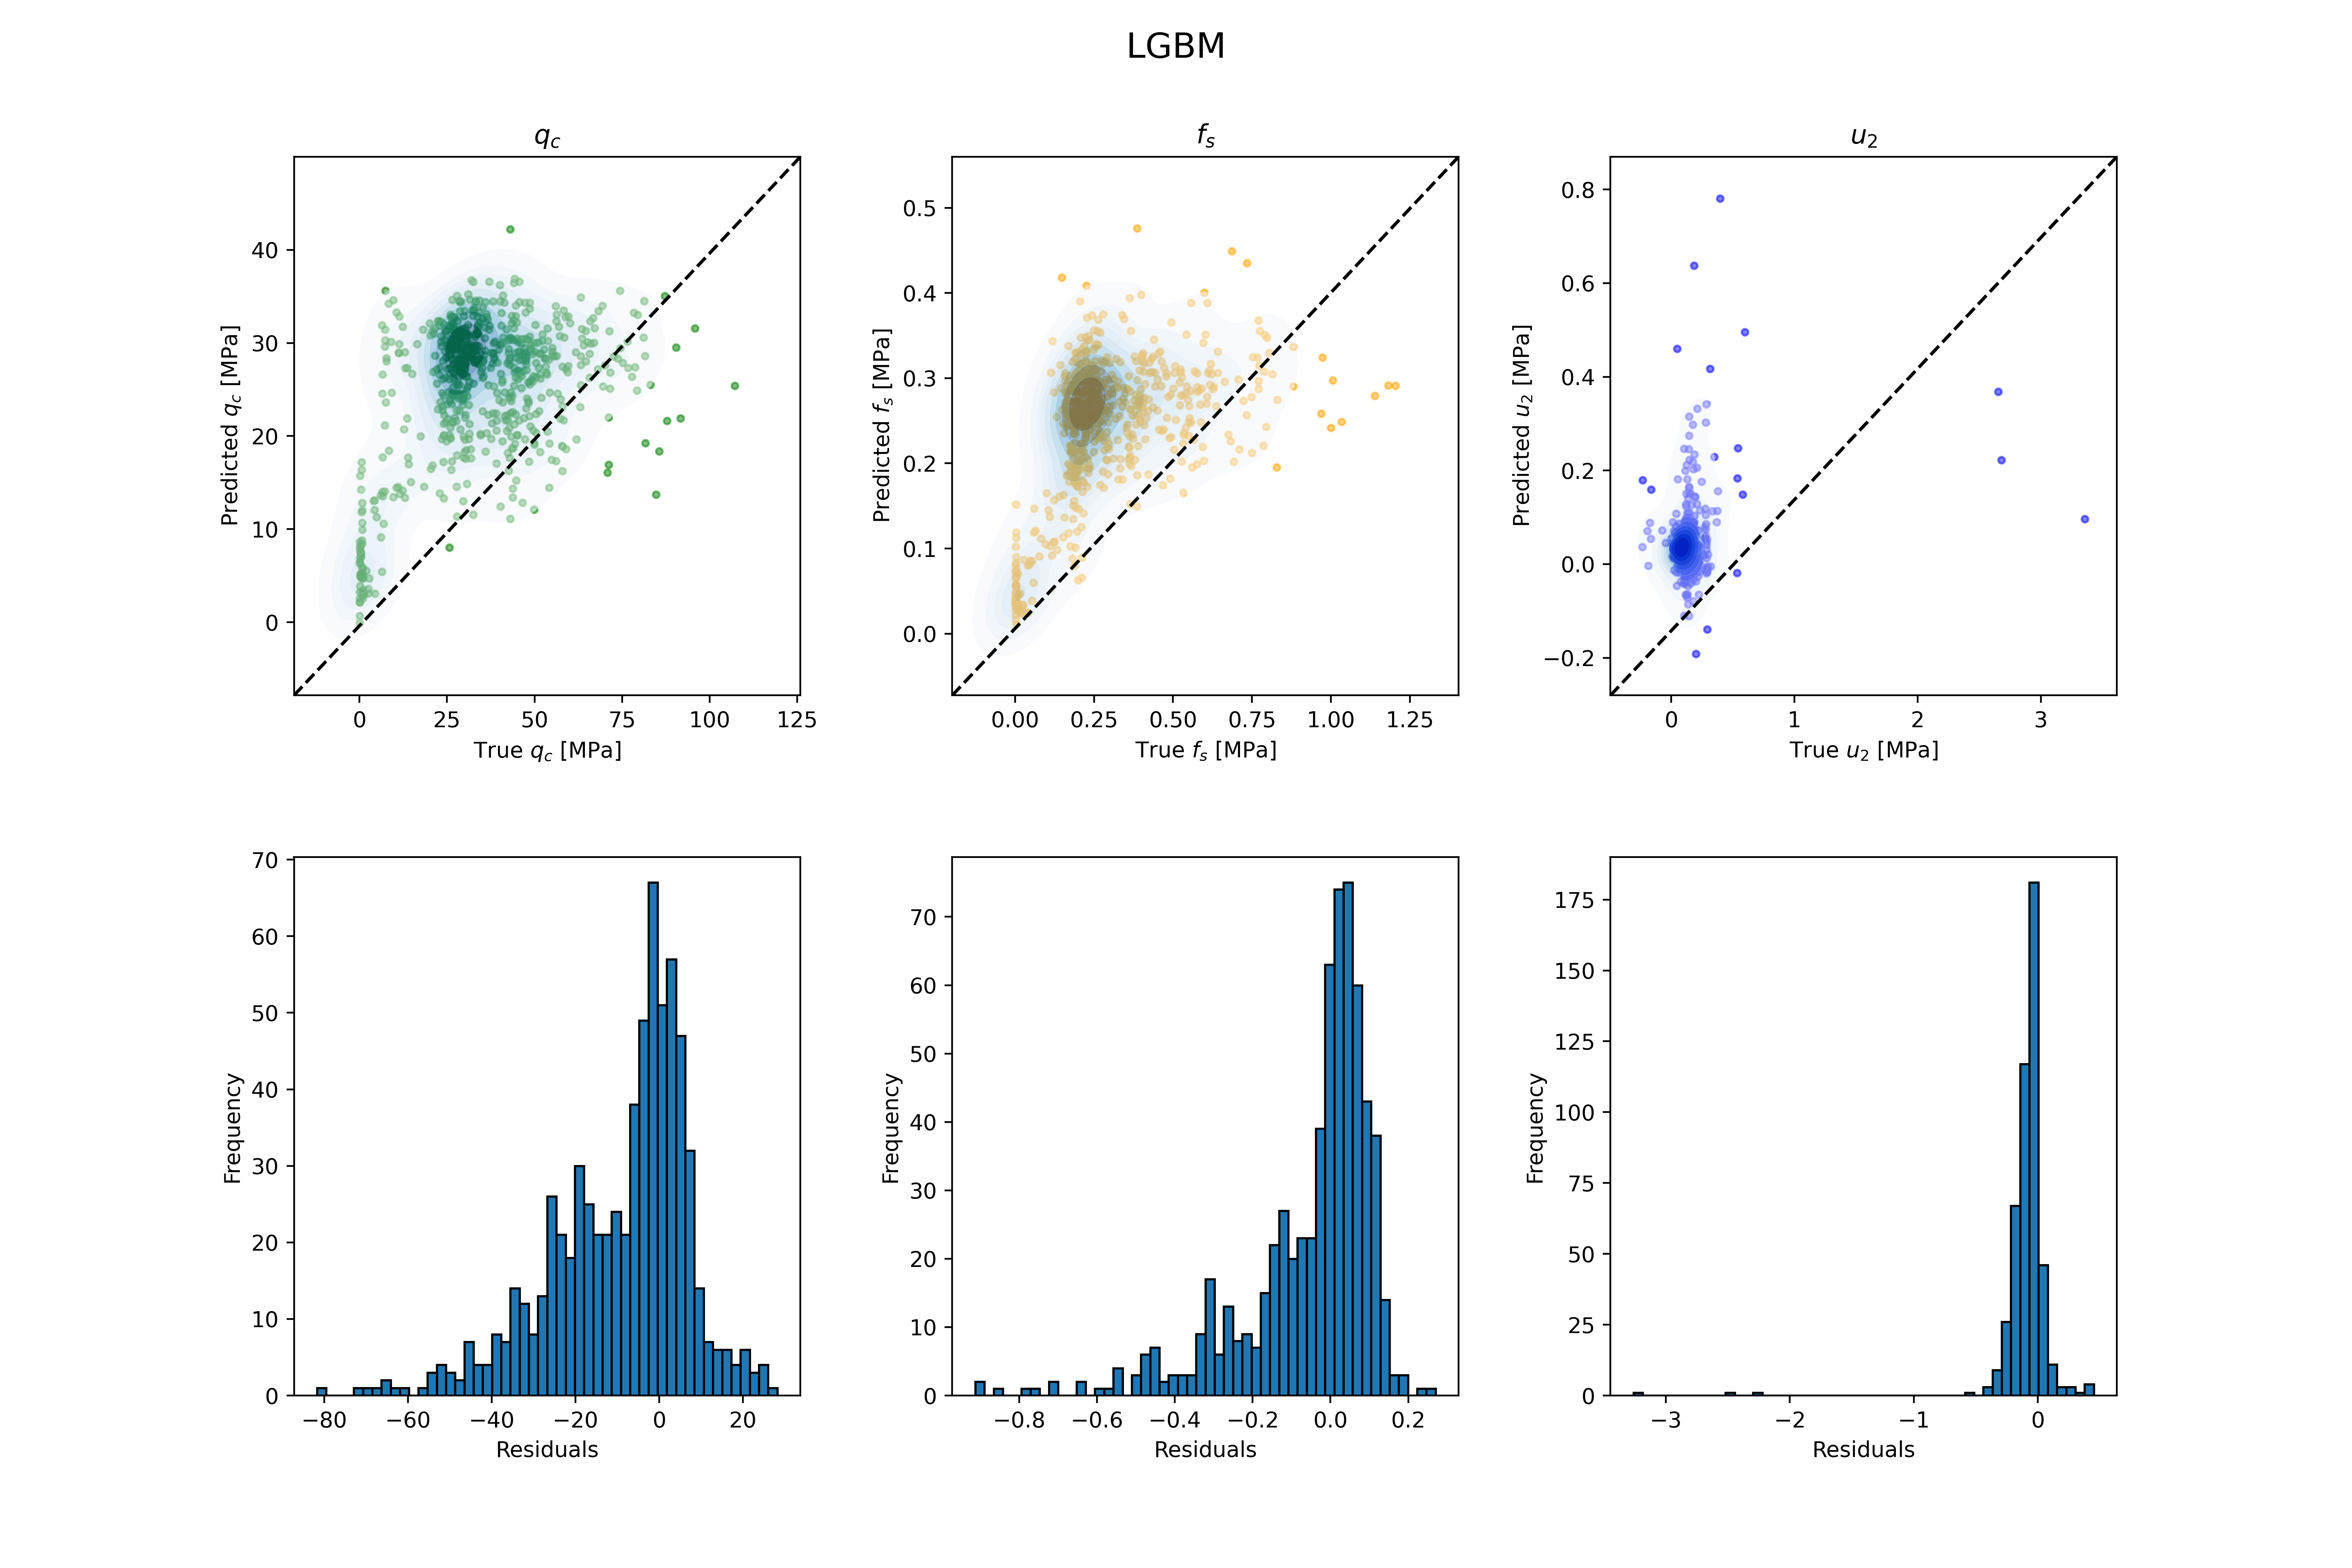 LGBM
q_c
f_s
u_2
Predicted q_c [MPa]
40
30
20
10
0
0 25 50 75 100 125
True q_c [MPa]
Predicted f_s [MPa]
0.5
0.4
0.3
0.2
0.1
0.0
0.00 0.25 0.50 0.75 1.00 1.25
True f_s [MPa]
Predicted u_2 [MPa]
0.8
0.6
0.4
0.2
0.0
−0.2
0 1 2 3
True u_2 [MPa]
Frequency
70
60
50
40
30
20
10
0
−80 −60 −40 −20 0 20
Residuals
Frequency
70
60
50
40
30
20
10
0
−0.8 −0.6 −0.4 −0.2 0.0 0.2
Residuals
Frequency
175
150
125
100
75
50
25
0
−3 −2 −1 0
Residuals